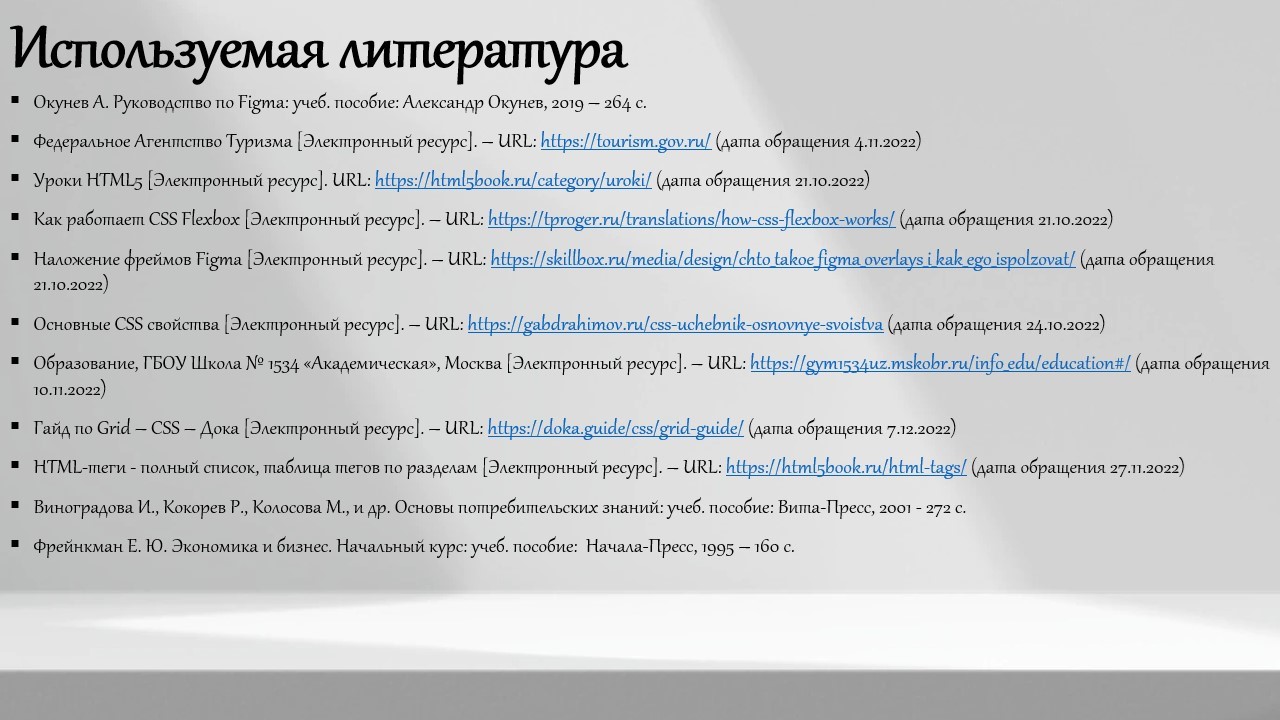 Используемая литература
▪ Окунев А. Руководство по Figma: учеб. пособие: Александр Окунев, 2019 – 264 с.
▪ Федеральное Агентство Туризма [Электронный ресурс]. – URL: https://tourism.gov.ru/ (дата обращения 4.11.2022)
▪ Уроки HTML5 [Электронный ресурс]. URL: https://html5book.ru/category/uroki/ (дата обращения 21.10.2022)
▪ Как работает CSS Flexbox [Электронный ресурс]. – URL: https://tproger.ru/translations/how-css-flexbox-works/ (дата обращения 21.10.2022)
▪ Наложение фреймов Figma [Электронный ресурс]. – URL: https://skillbox.ru/media/design/chto_takoe_figma_overlays_i_kak_ego_ispolzovat/ (дата обращения
21.10.2022)
▪ Основные CSS свойства [Электронный ресурс]. – URL: https://gabdrahimov.ru/css-uchebnik-osnovnye-svoistva (дата обращения 24.10.2022)
▪ Образование, ГБОУ Школа № 1534 «Академическая», Москва [Электронный ресурс]. – URL: https://gym1534uz.mskobr.ru/info_edu/education#/ (дата обращения
10.11.2022)
▪ Гайд по Grid – CSS – Дока [Электронный ресурс]. – URL: https://doka.guide/css/grid-guide/ (дата обращения 7.12.2022)
▪ HTML-теги - полный список, таблица тегов по разделам [Электронный ресурс]. – URL: https://html5book.ru/html-tags/ (дата обращения 27.11.2022)
▪ Виноградова И., Кокорев Р., Колосова М., и др. Основы потребительских знаний: учеб. пособие: Вита-Пресс, 2001 - 272 с.
▪ Фрейнкман Е. Ю. Экономика и бизнес. Начальный курс: учеб. пособие:  Начала-Пресс, 1995 – 160 с.